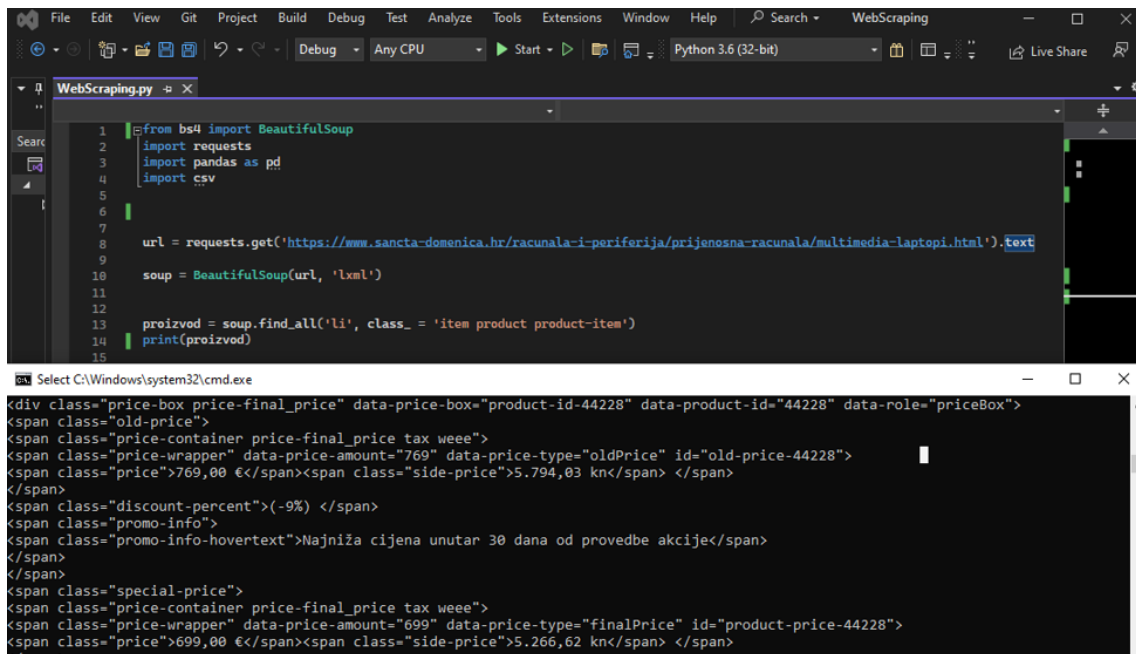 File Edit View Git Project Build Debug Test Analyze Tools Extensions Window Help Search WebScraping
Debug Any CPU Start Python 3.6 (32-bit) Live Share
WebScraping.py
Searc
1 from bs4 import BeautifulSoup
2 import requests
3 import pandas as pd
4 import csv
5
6
7
8 url = requests.get('https://www.sancta-domenica.hr/racunala-i-periferija/prijenosna-racunala/multimedia-laptopi.html').text
9
10 soup = BeautifulSoup(url, 'lxml')
11
12
13 proizvod = soup.find_all('li', class_ = 'item product product-item')
14 print(proizvod)
15
Select C:\Windows\system32\cmd.exe
<div class="price-box price-final_price" data-price-box="product-id-44228" data-product-id="44228" data-role="priceBox">
<span class="old-price">
<span class="price-container price-final_price tax weee">
<span class="price-wrapper" data-price-amount="769" data-price-type="oldPrice" id="old-price-44228">
<span class="price">769,00 €</span><span class="side-price">5.794,03 kn</span> </span>
</span>
<span class="discount-percent">(-9%) </span>
<span class="promo-info">
<span class="promo-info-hovertext">Najniža cijena unutar 30 dana od provedbe akcije</span>
</span>
</span>
<span class="special-price">
<span class="price-container price-final_price tax weee">
<span class="price-wrapper" data-price-amount="699" data-price-type="finalPrice" id="product-price-44228">
<span class="price">699,00 €</span><span class="side-price">5.266,62 kn</span> </span>